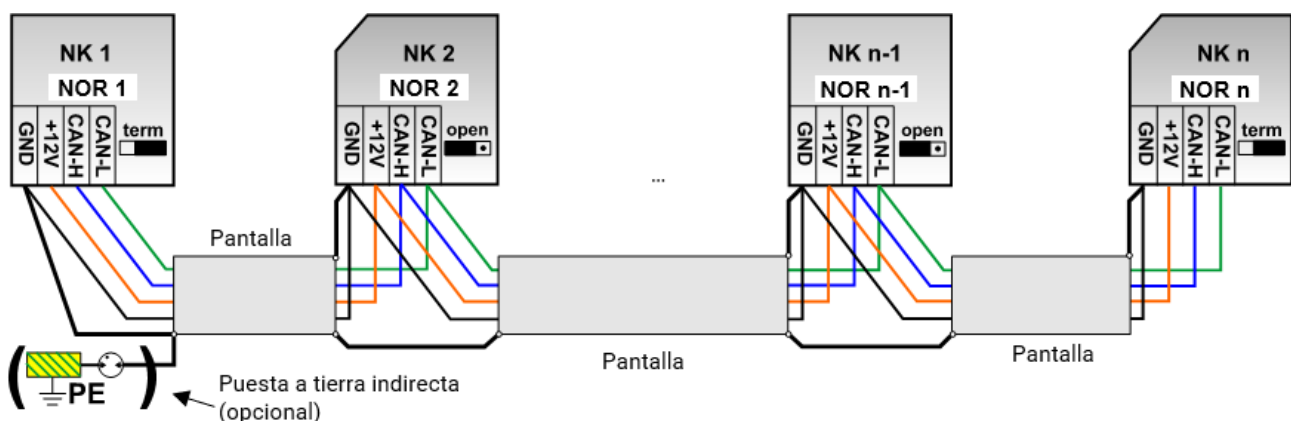 NK 1
NOR 1
GND
+12V
CAN-H
CAN-L
term
NK 2
NOR 2
GND
+12V
CAN-H
CAN-L
open
...
NK n-1
NOR n-1
GND
+12V
CAN-H
CAN-L
open
NK n
NOR n
GND
+12V
CAN-H
CAN-L
term
Pantalla
Pantalla
Pantalla
( PE )
Puesta a tierra indirecta
(opcional)